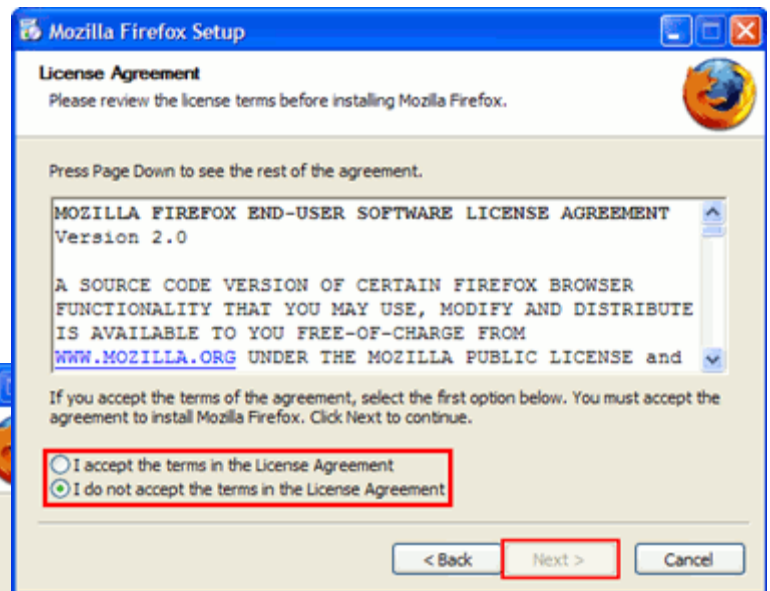 Mozilla Firefox Setup
License Agreement
Please review the license terms before installing Mozilla Firefox.
Press Page Down to see the rest of the agreement.
MOZILLA FIREFOX END-USER SOFTWARE LICENSE AGREEMENT
Version 2.0
A SOURCE CODE VERSION OF CERTAIN FIREFOX BROWSER
FUNCTIONALITY THAT YOU MAY USE, MODIFY AND DISTRIBUTE
IS AVAILABLE TO YOU FREE-OF-CHARGE FROM
WWW.MOZILLA.ORG UNDER THE MOZILLA PUBLIC LICENSE and
If you accept the terms of the agreement, select the first option below. You must accept the
agreement to install Mozilla Firefox. Click Next to continue.
I accept the terms in the License Agreement
I do not accept the terms in the License Agreement
< Back Next > Cancel